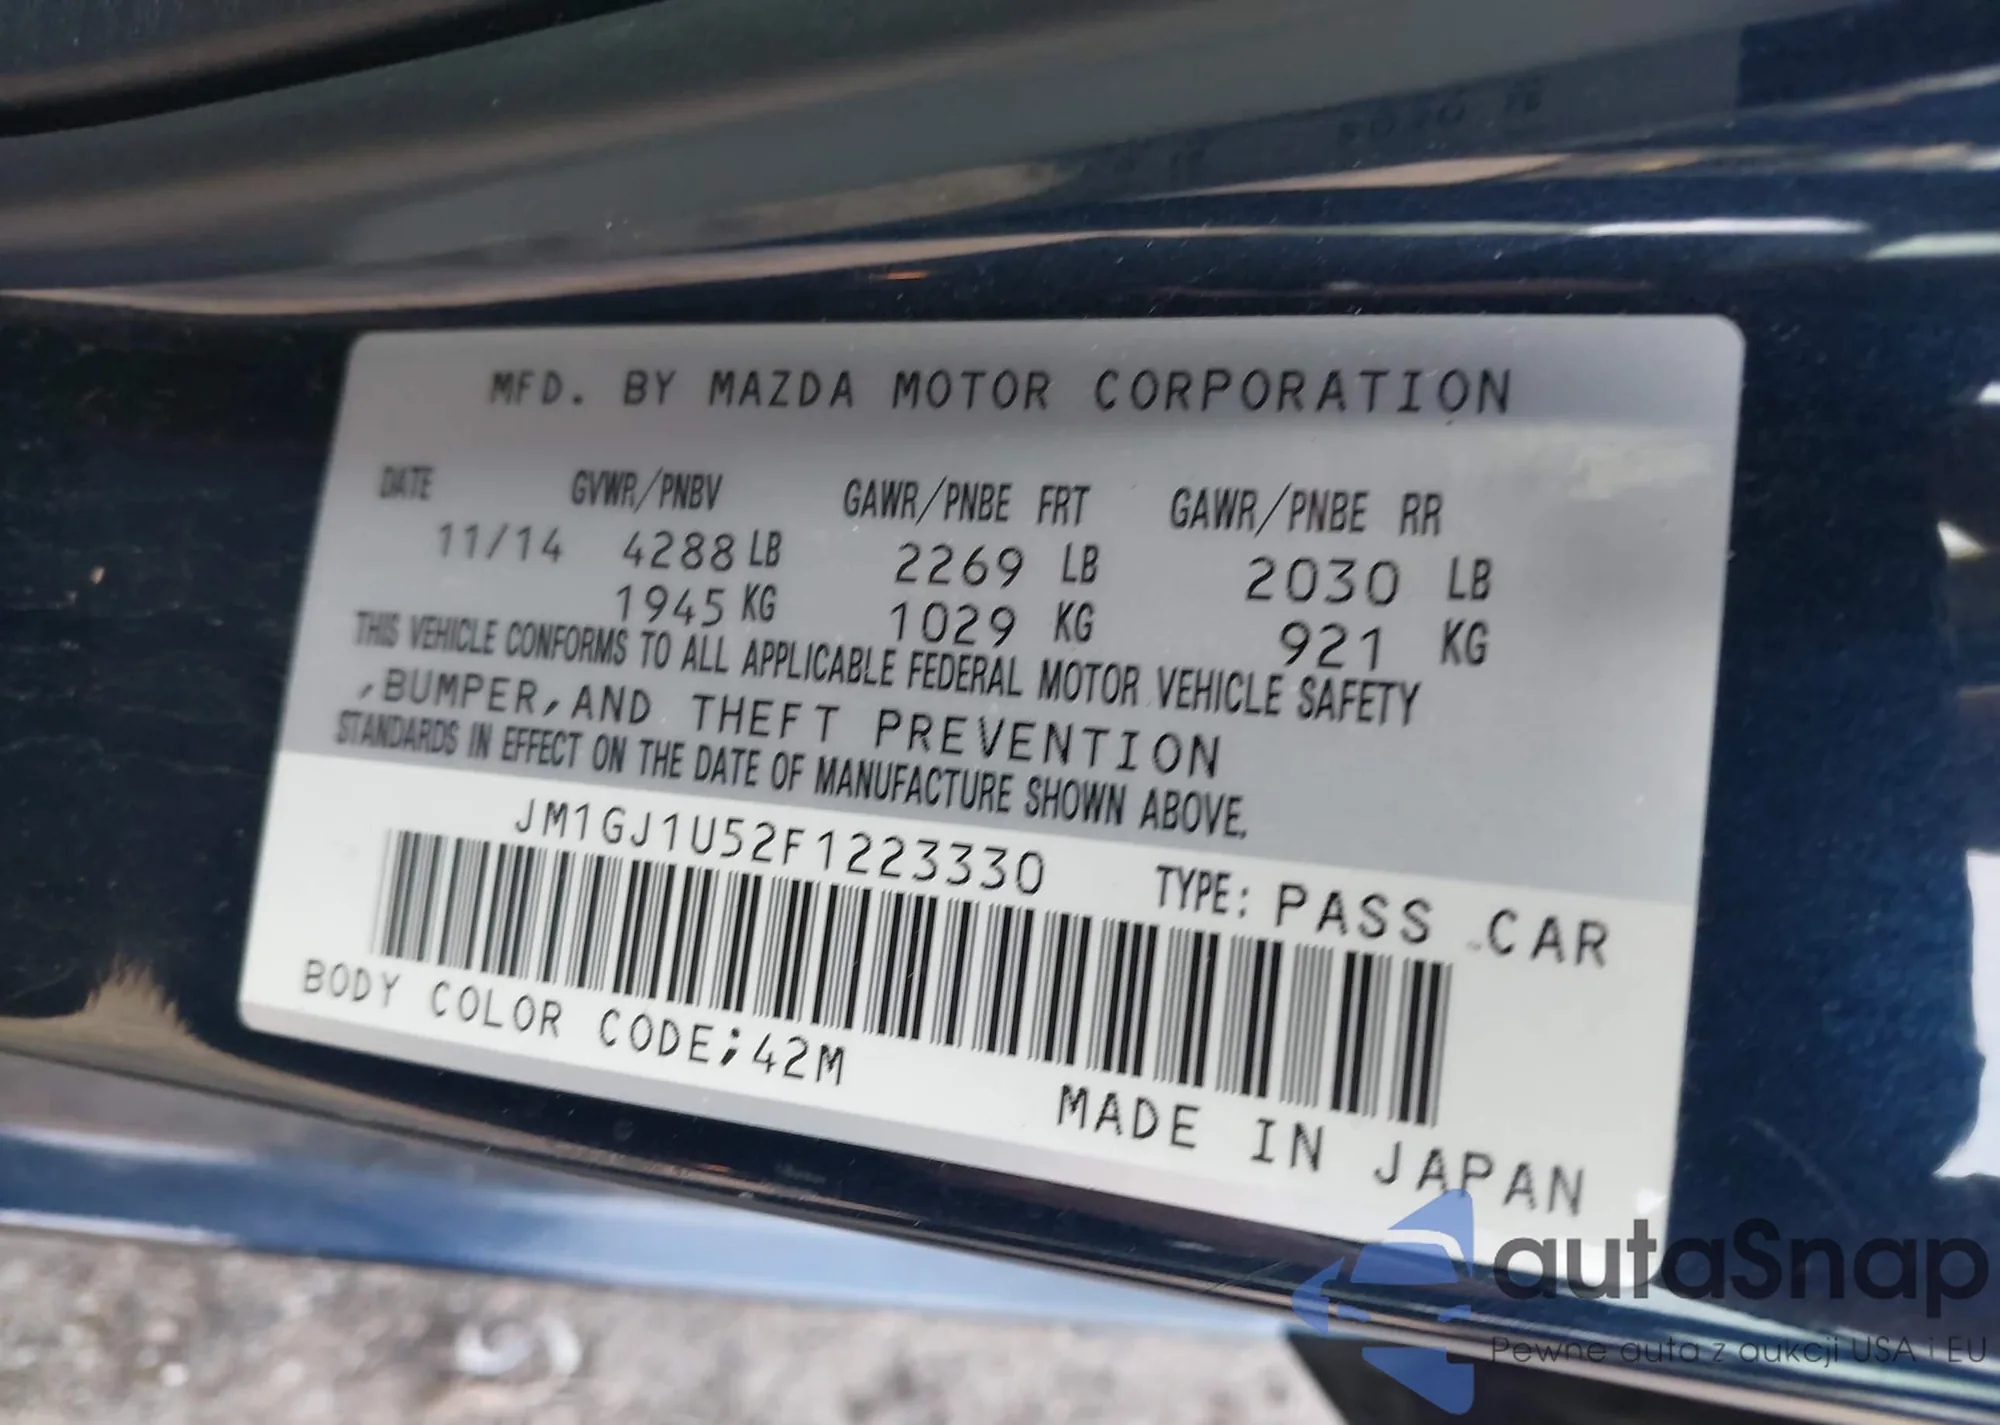 MFD. BY MAZDA MOTOR CORPORATION
DATE GVWR/PNBV GAWR/PNBE FRT GAWR/PNBE RR
11/14 4288 LB 2269 LB 2030 LB
1945 KG 1029 KG 921 KG
THIS VEHICLE CONFORMS TO ALL APPLICABLE FEDERAL MOTOR VEHICLE SAFETY
,BUMPER,AND THEFT PREVENTION
STANDARDS IN EFFECT ON THE DATE OF MANUFACTURE SHOWN ABOVE.
JM1GJ1U52F1223330 TYPE: PASS.CAR
BODY COLOR CODE;42M
MADE IN JAPAN
autaSnap
Pewne auta z aukcji USA i EU